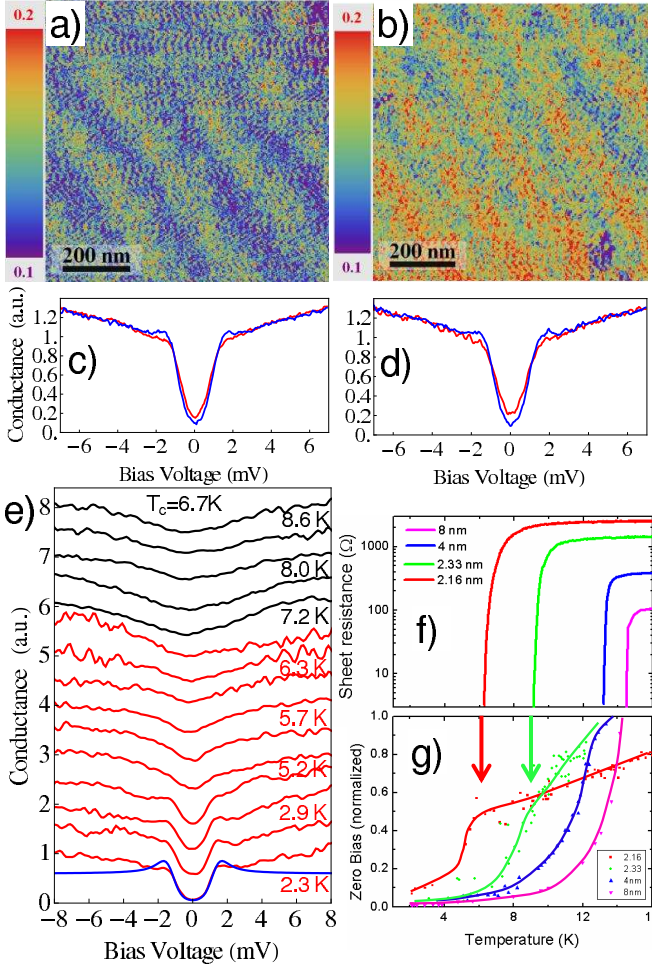 0.2
a)
0.1
200 nm
0.2
b)
0.1
200 nm
Conductance (a.u.)
1.2
1.
0.8
0.6
0.4
0.2
0.
c)
−6 −4 −2 0 2 4 6
Bias Voltage (mV)
1.2
1.
0.8
0.6
0.4
0.2
0.
d)
−6 −4 −2 0 2 4 6
Bias Voltage (mV)
e)
Tc=6.7K
Conductance (a.u.)
8
7
6
5
4
3
2
1
0
8.6 K
8.0 K
7.2 K
6.3 K
5.7 K
5.2 K
2.9 K
2.3 K
−8 −6 −4 −2 0 2 4 6 8
Bias Voltage (mV)
Sheet resistance (Ω)
1000
100
10
8 nm
4 nm
2.33 nm
2.16 nm
f)
Zero Bias (normalized)
1.0
0.8
0.6
0.4
0.2
0.0
g)
2.16
2.33
4nm
8nm
4 8 12 16
Temperature (K)